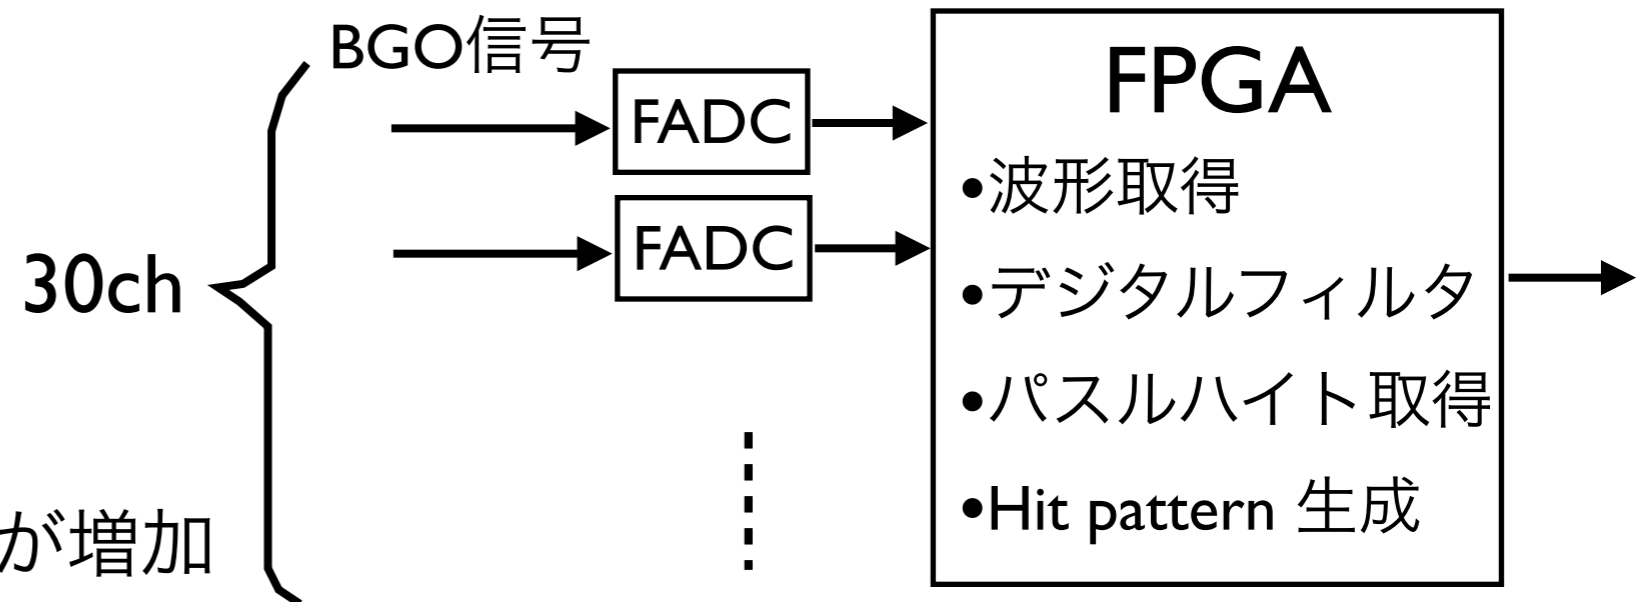 BGO信号
FADC
FADC
30ch
が増加
FPGA
•波形取得
•デジタルフィルタ
•パスルハイト取得
•Hit pattern 生成